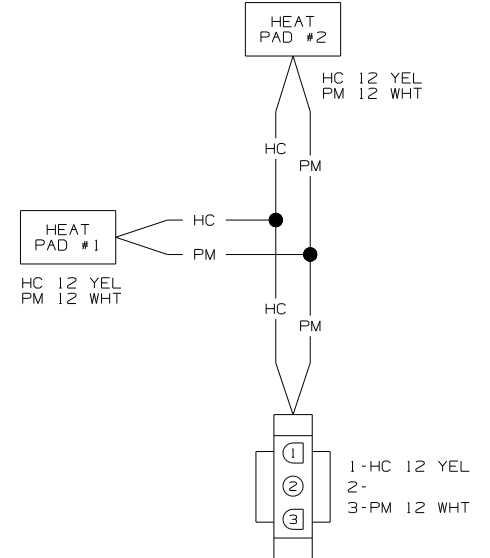 HEAT
PAD #2
HC 12 YEL
PM 12 WHT
HC
PM
HC
HEAT
PAD #1
PM
HC 12 YEL
PM 12 WHT
HC
PM
1
1-HC 12 YEL
2
2-
3
3-PM 12 WHT